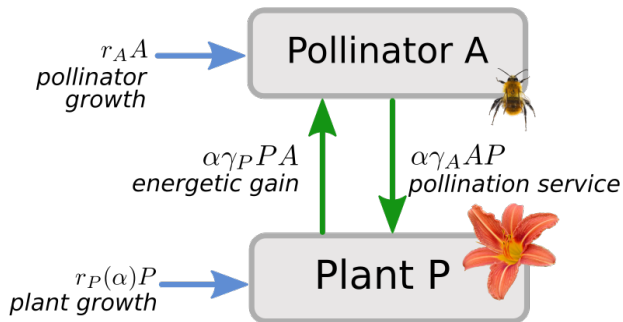 r_A A
pollinator
growth
Pollinator A
αγ_P PA
energetic gain
αγ_A AP
pollination service
r_P(α)P
plant growth
Plant P